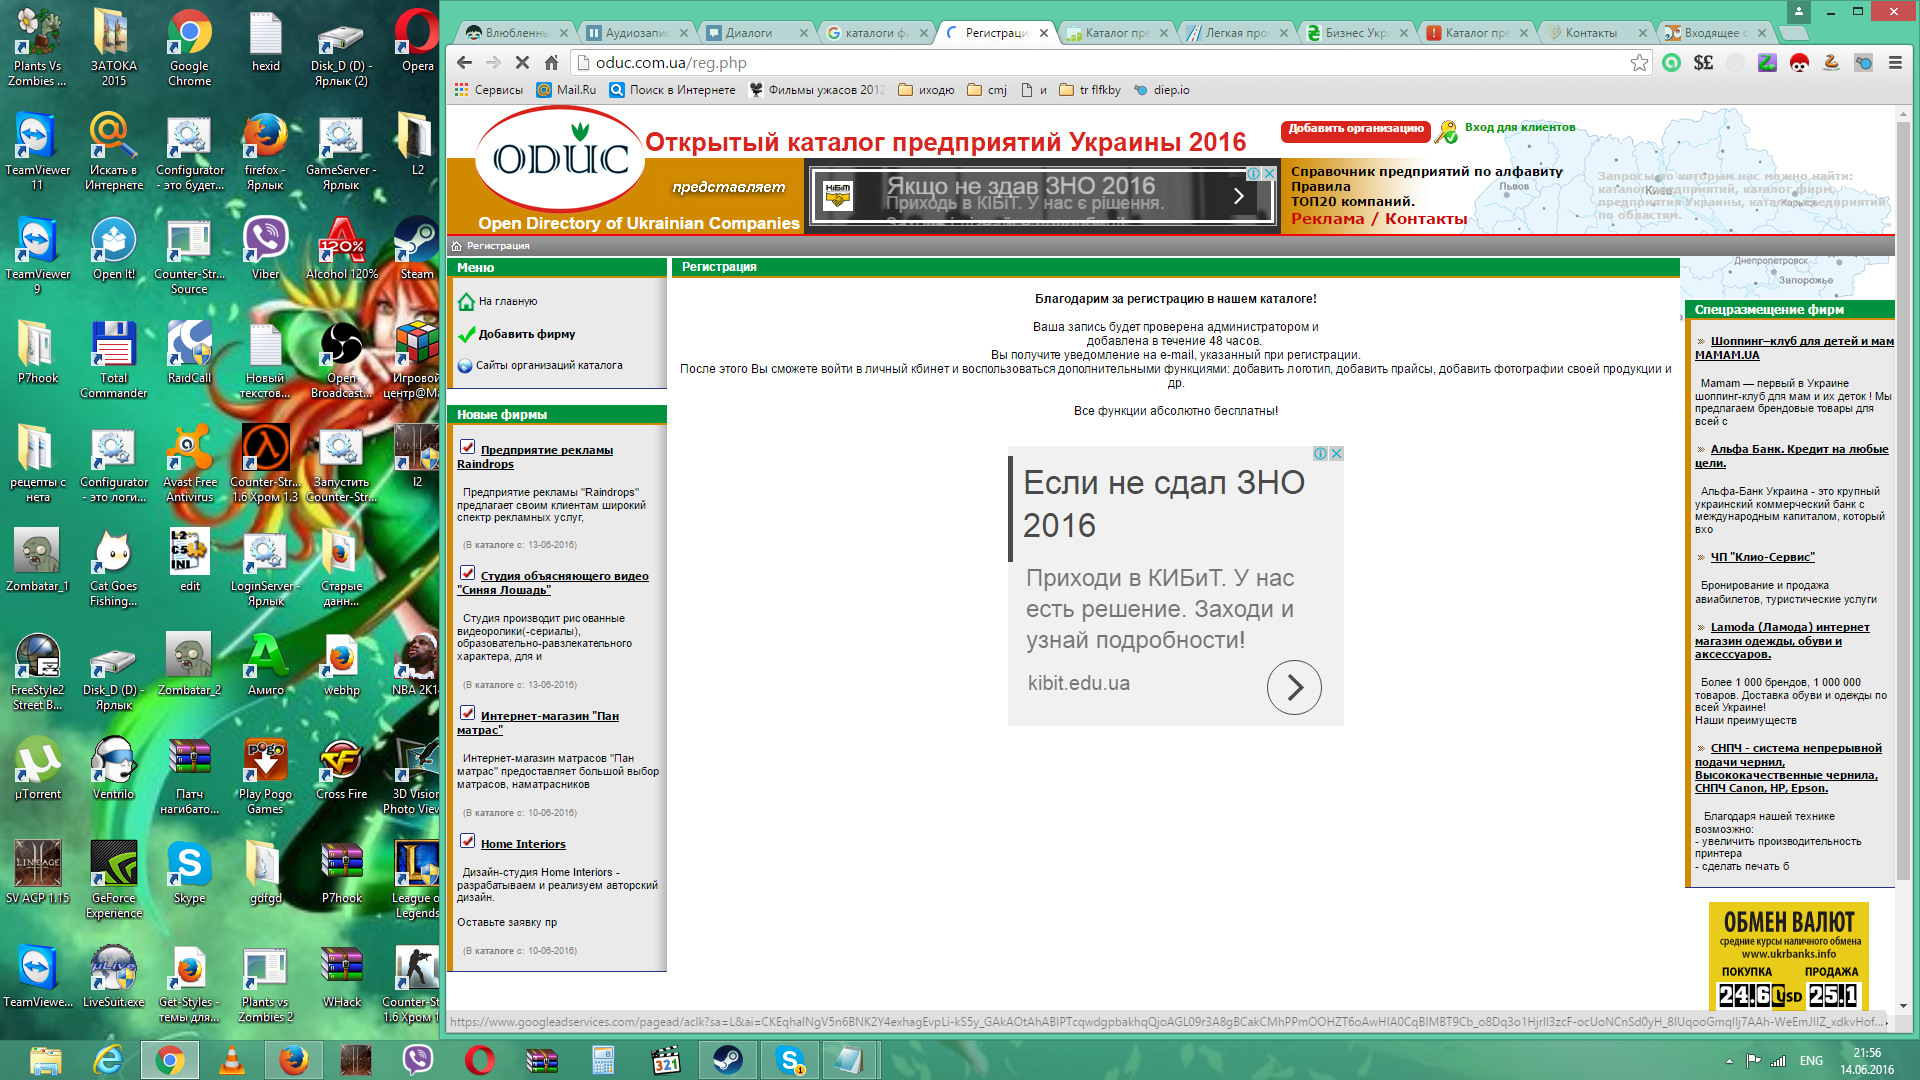 Plants Vs
Zombies ...
ЗАТОКА
2015
Google
Chrome
hexid
Disk_D (D) -
Ярлык (2)
Opera
TeamViewer
11
Искать в
Интернете
Configurator
- это будет...
firefox -
Ярлык
GameServer -
Ярлык
L2
TeamViewer
9
Open It!
Counter-Str...
Source
Viber
Alcohol 120%
Steam
P7hook
Total
Commander
RaidCall
Новый
текстов...
Open
Broadcast...
Игровой
центр@Ma
рецепты с
нета
Configurator
- это логи...
Avast Free
Antivirus
Counter-Str...
1.6 Хром 1.3
Запустить
Counter-Str...
l2
Zombatar_1
Cat Goes
Fishing...
edit
LoginServer -
Ярлык
Старые
данн...
FreeStyle2
Street B...
Disk_D (D) -
Ярлык
Zombatar_2
Амиго
webhp
NBA 2K14
µTorrent
Ventrilo
Патч
нагибато...
Play Pogo
Games
Cross Fire
3D Vision
Photo View
SV ACP 1.15
GeForce
Experience
Skype
gdfgd
P7hook
League o
Legends
TeamViewe...
LiveSuit.exe
Get-Styles -
темы для...
Plants vs
Zombies 2
WHack
Counter-St
1.6 Хром 1
Влюбленны
Аудиозапис
Диалоги
каталоги фи
Регистраци
Каталог пре
Легкая про
Бизнес Укра
Каталог пре
Контакты
Входящее с
oduc.com.ua/reg.php
Сервисы
Mail.Ru
Поиск в Интернете
Фильмы ужасов 2012
иходю
cmj
и
tr flfkby
diep.io
ODUC
Открытый каталог предприятий Украины 2016
представляет
Open Directory of Ukrainian Companies
Якщо не здав ЗНО 2016
Приходь в КІБіТ. У нас є рішення.
Добавить организацию
Вход для клиентов
Справочник предприятий по алфавиту
Правила
ТОП20 компаний.
Реклама / Контакты
Запросы по которым нас можно найти:
каталог предприятий, каталог фирм,
предприятия Украины, каталог предприятий
по областям.
Львов
Киев
Харьков
Днепропетровск
Запорожье
Регистрация
Меню
На главную
Добавить фирму
Сайты организаций каталога
Новые фирмы
Предприятие рекламы
Raindrops
Предприятие рекламы "Raindrops"
предлагает своим клиентам широкий
спектр рекламных услуг,
(В каталоге с: 13-06-2016)
Студия объясняющего видео
"Синяя Лошадь"
Студия производит рисованные
видеоролики(-сериалы),
образовательно-равзлекательного
характера, для и
(В каталоге с: 13-06-2016)
Интернет-магазин "Пан
матрас"
Интернет-магазин матрасов "Пан
матрас" предоставляет большой выбор
матрасов, наматрасников
(В каталоге с: 10-06-2016)
Home Interiors
Дизайн-студия Home Interiors -
разрабатываем и реализуем авторский
дизайн.
Оставьте заявку пр
(В каталоге с: 10-06-2016)
Регистрация
Благодарим за регистрацию в нашем каталоге!
Ваша запись будет проверена администратором и
добавлена в течение 48 часов.
Вы получите уведомление на e-mail, указанный при регистрации.
После этого Вы сможете войти в личный кбинет и воспользоваться дополнительными функциями: добавить логотип, добавить прайсы, добавить фотографии своей продукции и
др.
Все функции абсолютно бесплатны!
Если не сдал ЗНО
2016
Приходи в КИБиТ. У нас
есть решение. Заходи и
узнай подробности!
kibit.edu.ua
Спецразмещение фирм
Шоппинг–клуб для детей и мам
MAMAM.UA
Mamam — первый в Украине
шоппинг-клуб для мам и их деток ! Мы
предлагаем брендовые товары для
всей с
Альфа Банк. Кредит на любые
цели.
Альфа-Банк Украина - это крупный
украинский коммерческий банк с
международным капиталом, который
вхо
ЧП "Клио-Сервис"
Бронирование и продажа
авиабилетов, туристические услуги
Lamoda (Ламода) интернет
магазин одежды, обуви и
аксессуаров.
Более 1 000 брендов, 1 000 000
товаров. Доставка обуви и одежды по
всей Украине!
Наши преимуществ
СНПЧ - система непрерывной
подачи чернил,
Высококачественные чернила,
СНПЧ Canon, HP, Epson.
Благодаря нашей технике
возмоэжно:
- увеличить производительность
принтера
- сделать печать б
ОБМЕН ВАЛЮТ
средние курсы наличного обмена
www.ukrbanks.info
ПОКУПКА
ПРОДАЖА
24.6
USD
25.1
ENG
21:56
14.06.2016